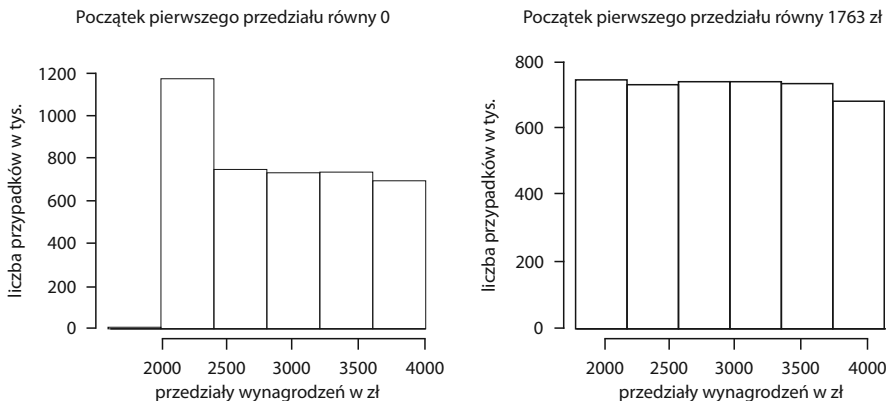 Początek pierwszego przedziału równy 0
liczba przypadków w tys.
1200
1000
800
600
400
200
0
2000 2500 3000 3500 4000
przedziały wynagrodzeń w zł
Początek pierwszego przedziału równy 1763 zł
liczba przypadków w tys.
800
600
400
200
0
2000 2500 3000 3500 4000
przedziały wynagrodzeń w zł